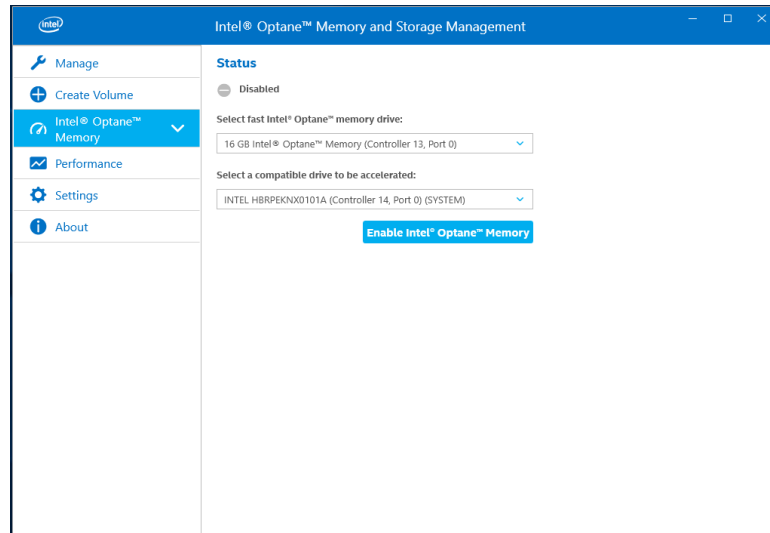 intel
Intel® Optane™ Memory and Storage Management
Manage
Create Volume
Intel® Optane™
Memory
Performance
Settings
About
Status
Disabled
Select fast Intel® Optane™ memory drive:
16 GB Intel® Optane™ Memory (Controller 13, Port 0)
Select a compatible drive to be accelerated:
INTEL HBRPEKNX0101A (Controller 14, Port 0) (SYSTEM)
Enable Intel® Optane™ Memory